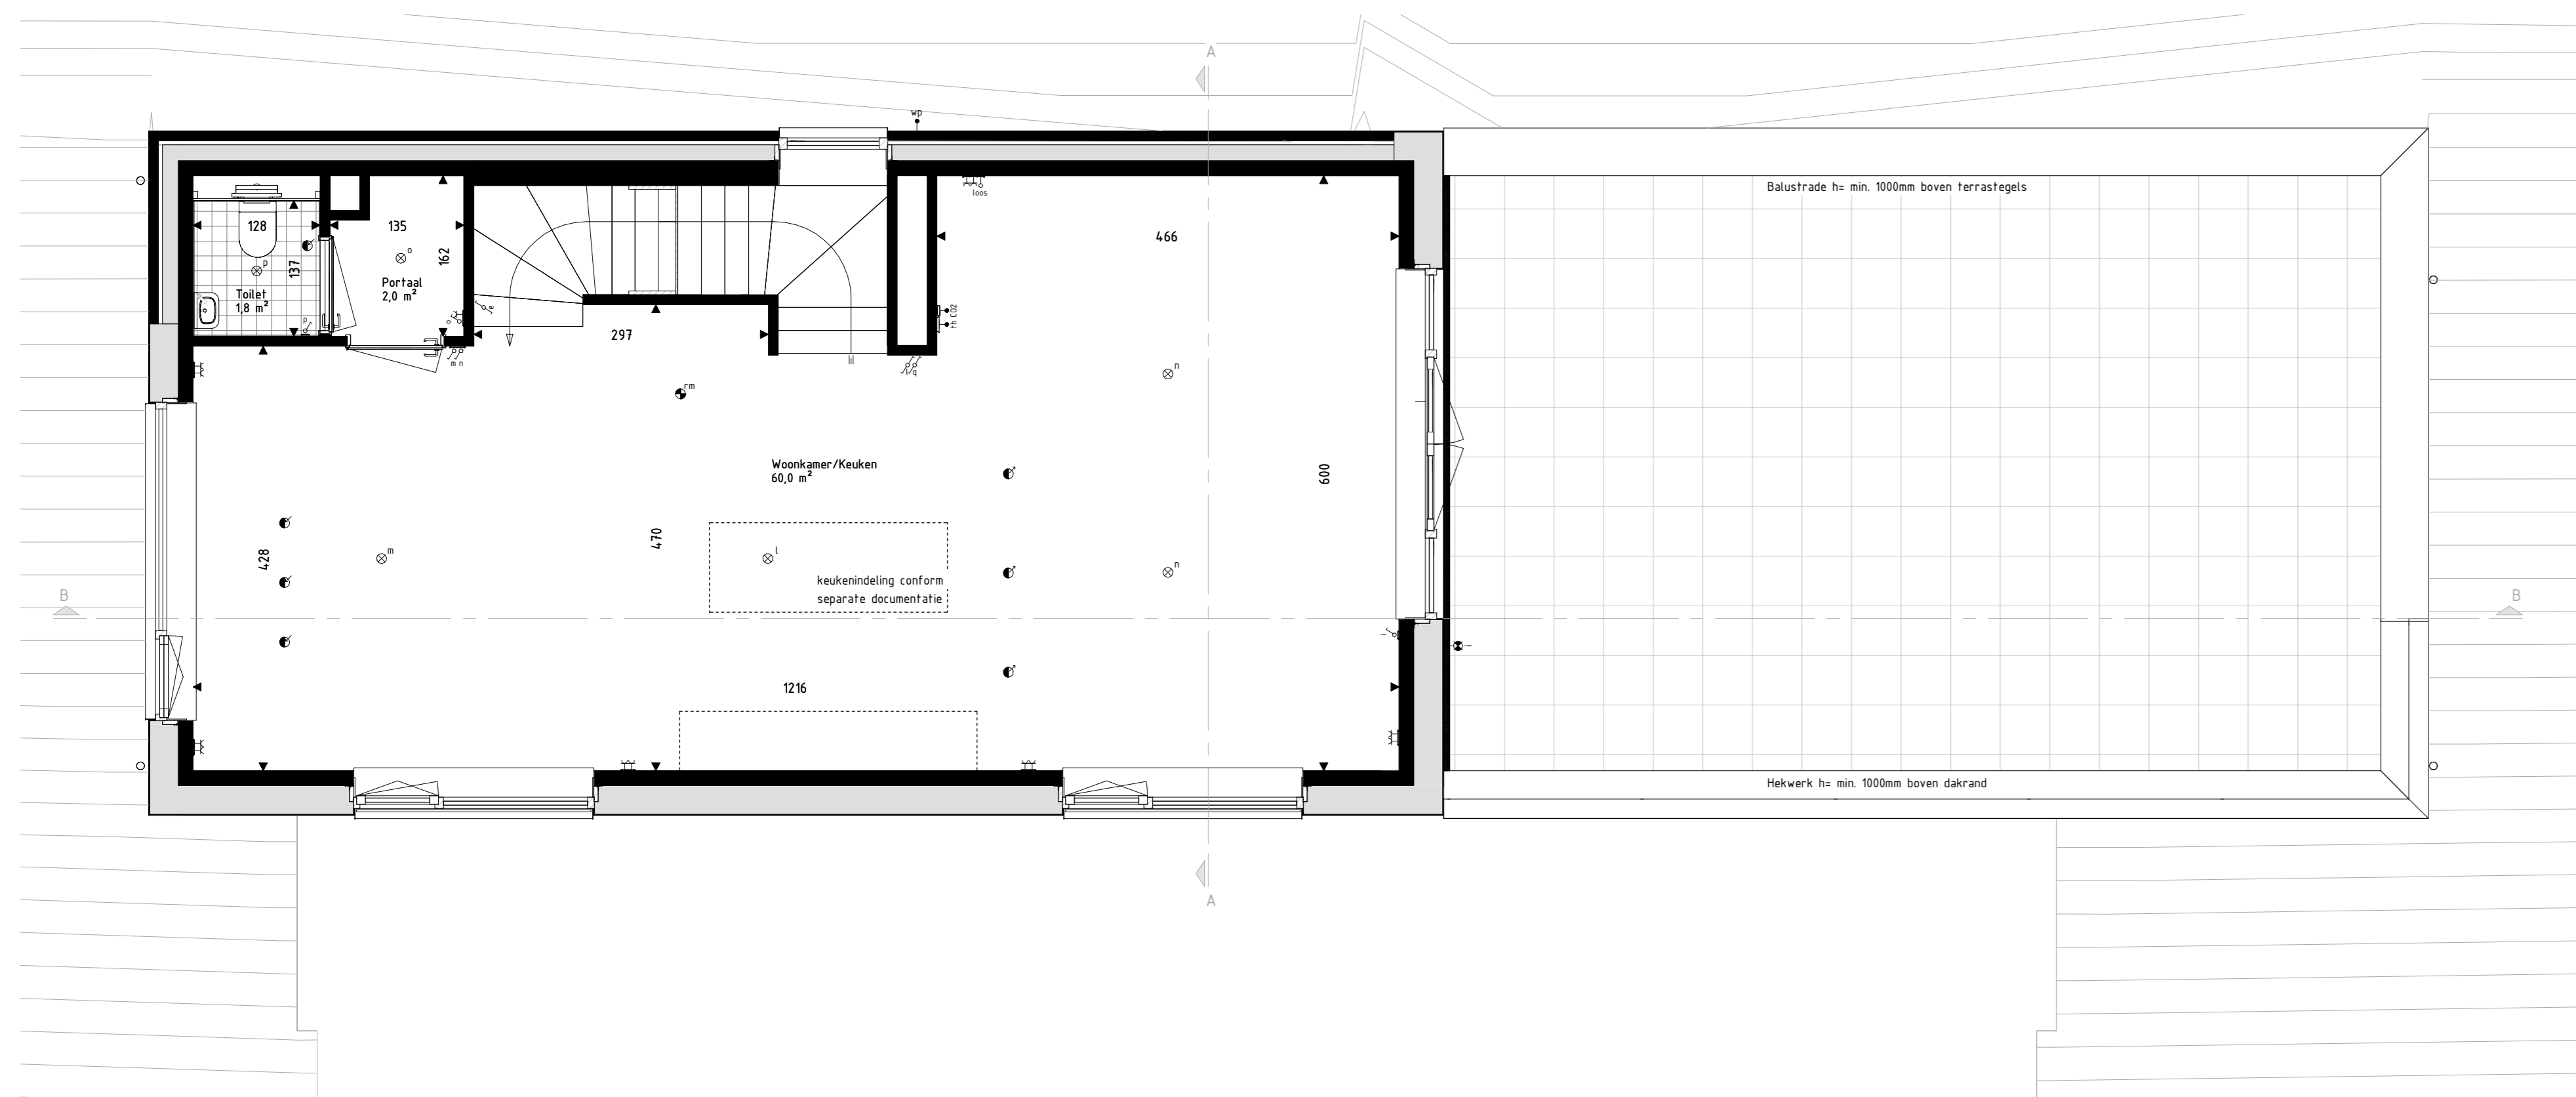 A
wp
Balustrade h= min. 1000mm boven terrastegels
loos
128
135
466
162
137
o
p
Portaal
2,0 m²
Toilet
1,8 m²
e
p
o
th CO2
297
m n
l q
n
rm
Woonkamer/Keuken
60,0 m²
600
470
428
m
l
n
keukenindeling conform
separate documentatie
B
B
i
1216
Hekwerk h= min. 1000mm boven dakrand
A